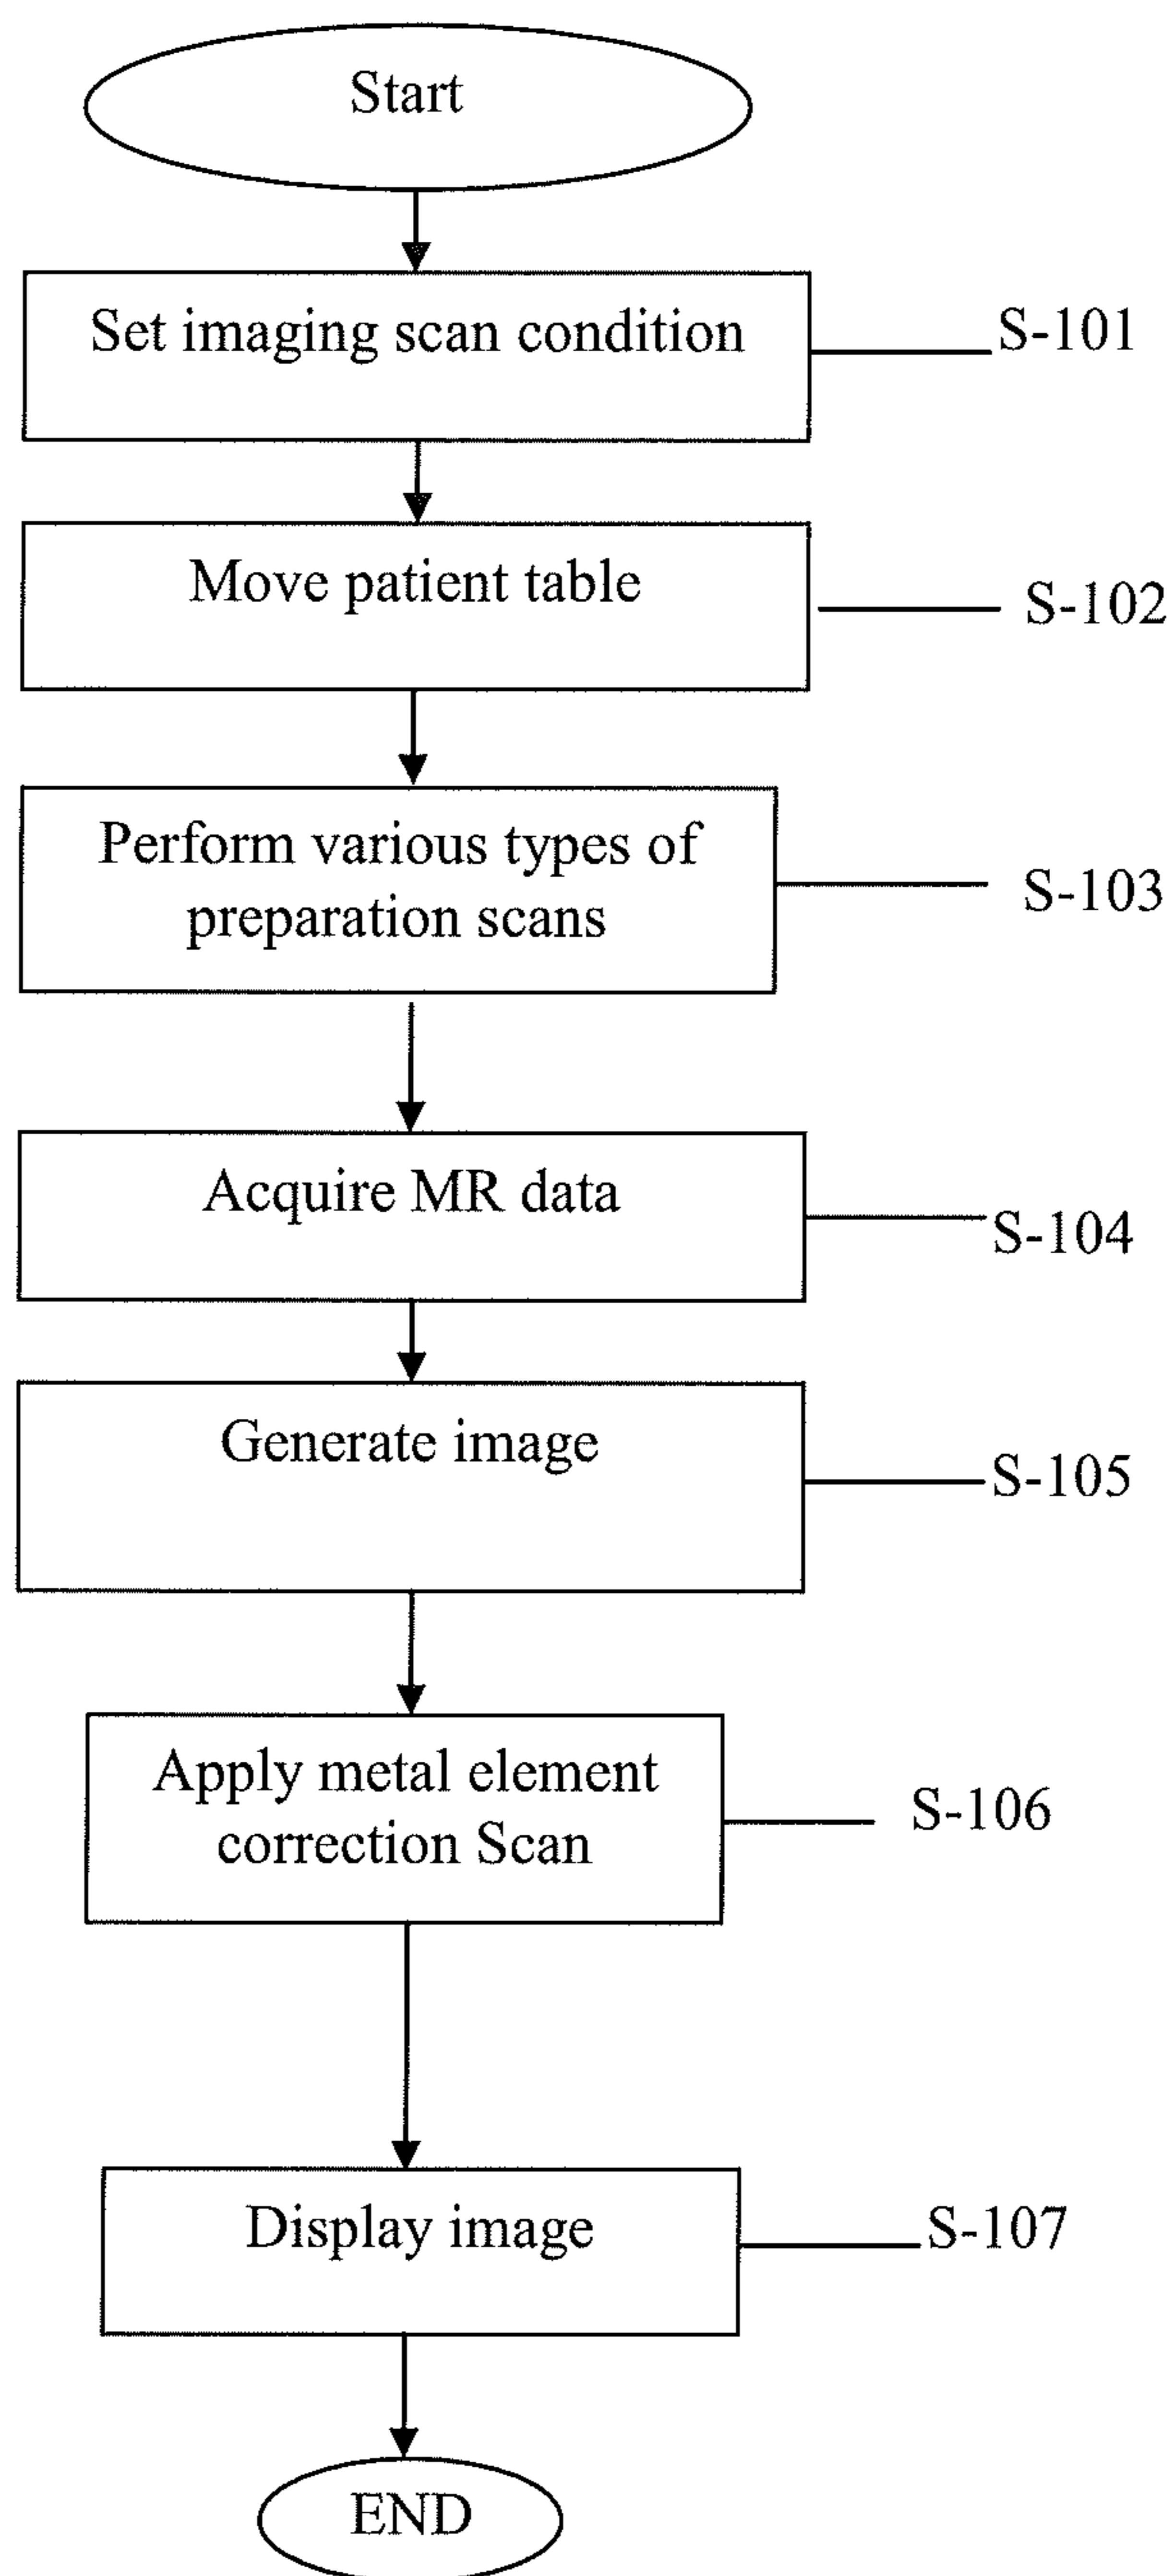 Start
Set imaging scan condition
S-101
Move patient table
S-102
Perform various types of
preparation scans
S-103
Acquire MR data
S-104
Generate image
S-105
Apply metal element
correction Scan
S-106
Display image
S-107
END